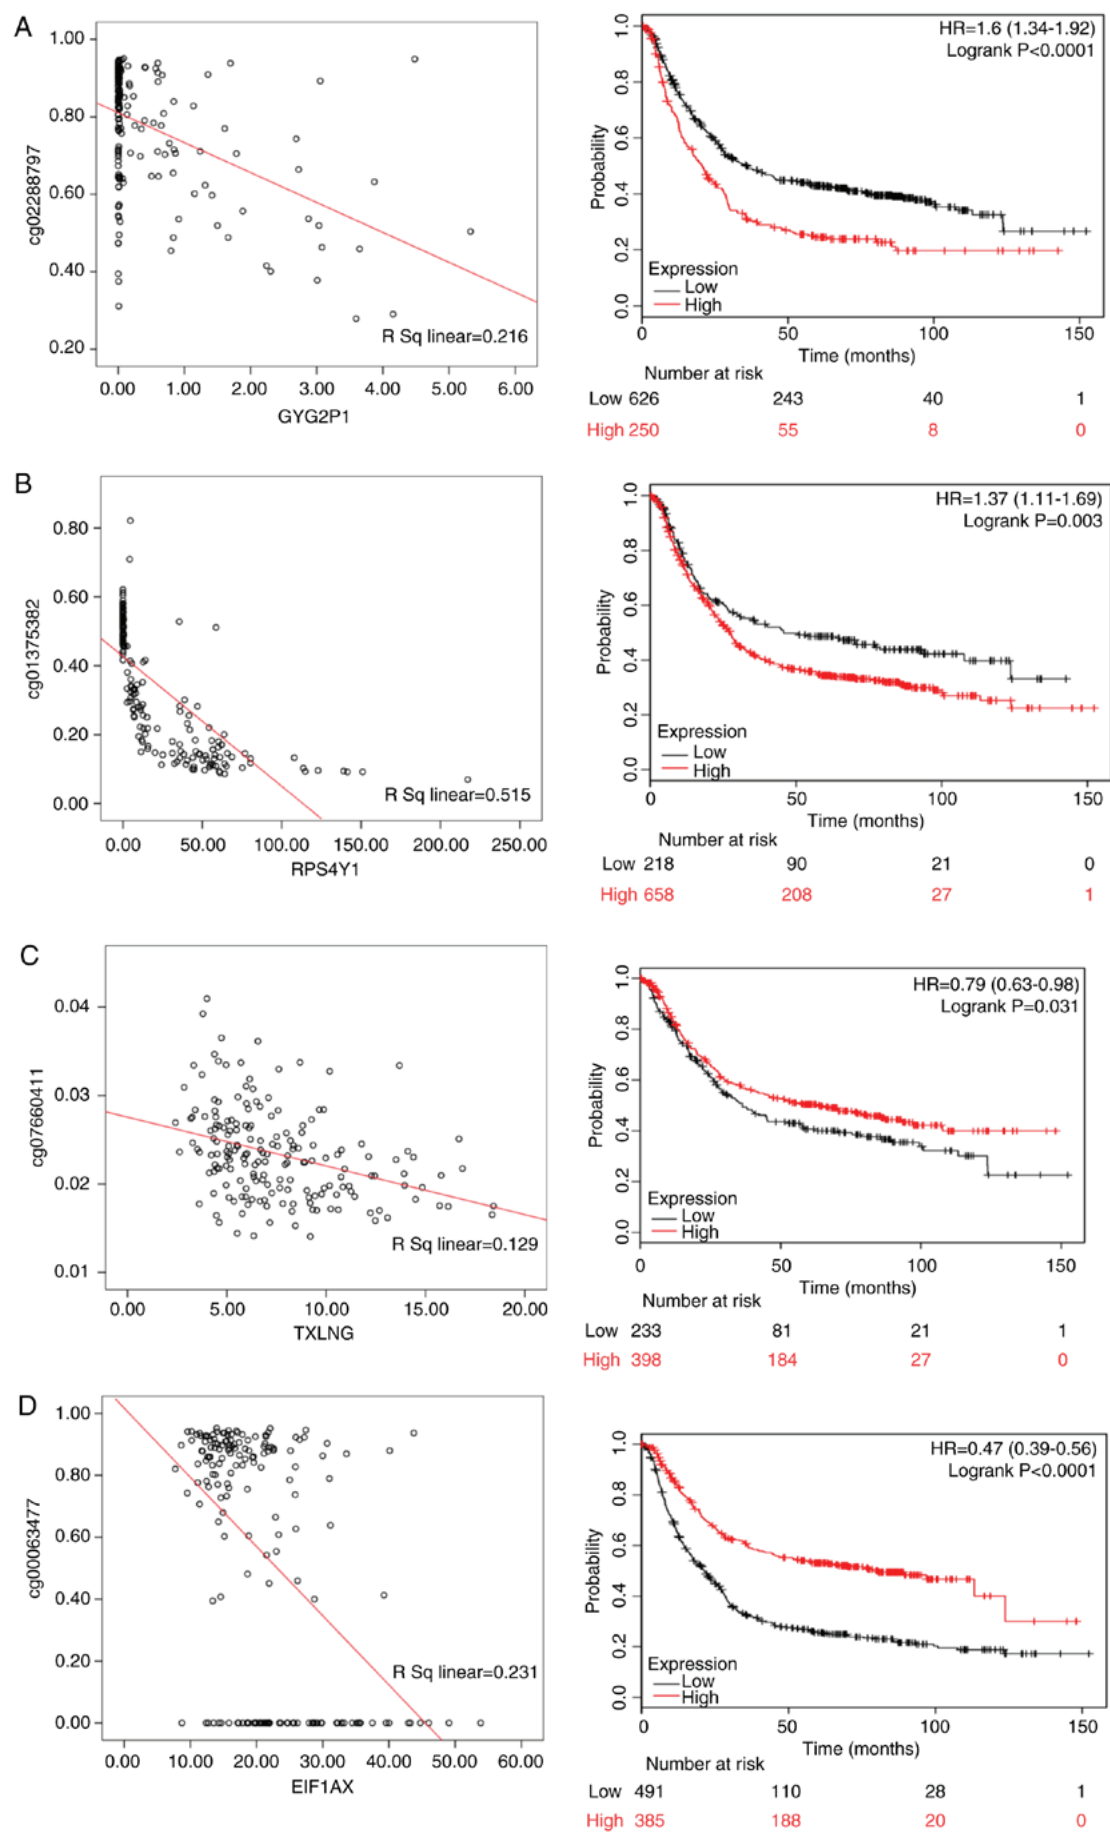 A
cg02288797
1.00
0.80
0.60
0.40
0.20
R Sq linear=0.216
0.00 1.00 2.00 3.00 4.00 5.00 6.00
GYG2P1
HR=1.6 (1.34-1.92)
Logrank P<0.0001
Probability
1.0
0.8
0.6
0.4
0.2
0.0
Expression
Low
High
0 50 100 150
Time (months)
Number at risk
Low 626 243 40 1
High 250 55 8 0
B
cg01375382
0.80
0.60
0.40
0.20
0.00
R Sq linear=0.515
0.00 50.00 100.00 150.00 200.00 250.00
RPS4Y1
HR=1.37 (1.11-1.69)
Logrank P=0.003
Probability
1.0
0.8
0.6
0.4
0.2
0.0
Expression
Low
High
0 50 100 150
Time (months)
Number at risk
Low 218 90 21 0
High 658 208 27 1
C
cg07660411
0.04
0.03
0.02
0.01
R Sq linear=0.129
0.00 5.00 10.00 15.00 20.00
TXLNG
HR=0.79 (0.63-0.98)
Logrank P=0.031
Probability
1.0
0.8
0.6
0.4
0.2
0.0
Expression
Low
High
0 50 100 150
Time (months)
Number at risk
Low 233 81 21 1
High 398 184 27 0
D
cg00063477
1.00
0.80
0.60
0.40
0.20
0.00
R Sq linear=0.231
0.00 10.00 20.00 30.00 40.00 50.00 60.00
EIF1AX
HR=0.47 (0.39-0.56)
Logrank P<0.0001
Probability
1.0
0.8
0.6
0.4
0.2
0.0
Expression
Low
High
0 50 100 150
Time (months)
Number at risk
Low 491 110 28 1
High 385 188 20 0